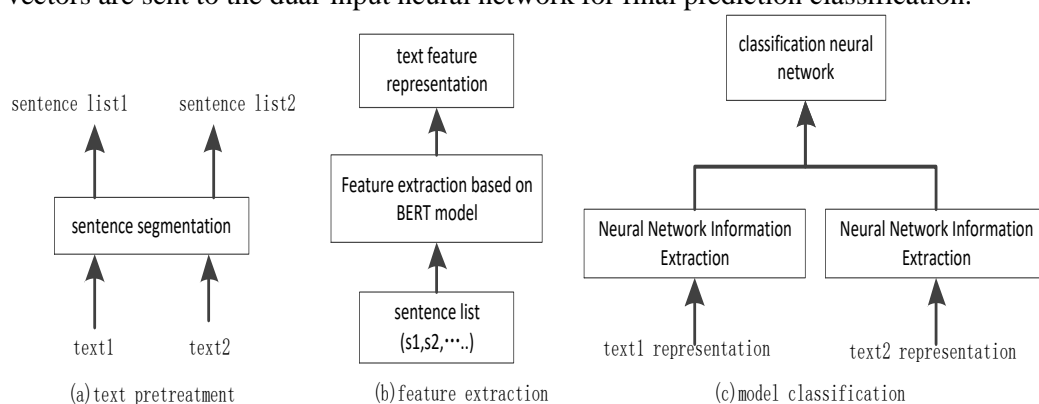 vectors are sent to the dual-input neural network for final prediction classification.
sentence list1
sentence list2
sentence segmentation
text1
text2
(a)text pretreatment
text feature
representation
Feature extraction based on
BERT model
sentence list
(s1,s2,·····)
(b)feature extraction
classification neural
network
Neural Network Information
Extraction
Neural Network Information
Extraction
text1 representation
text2 representation
(c)model classification